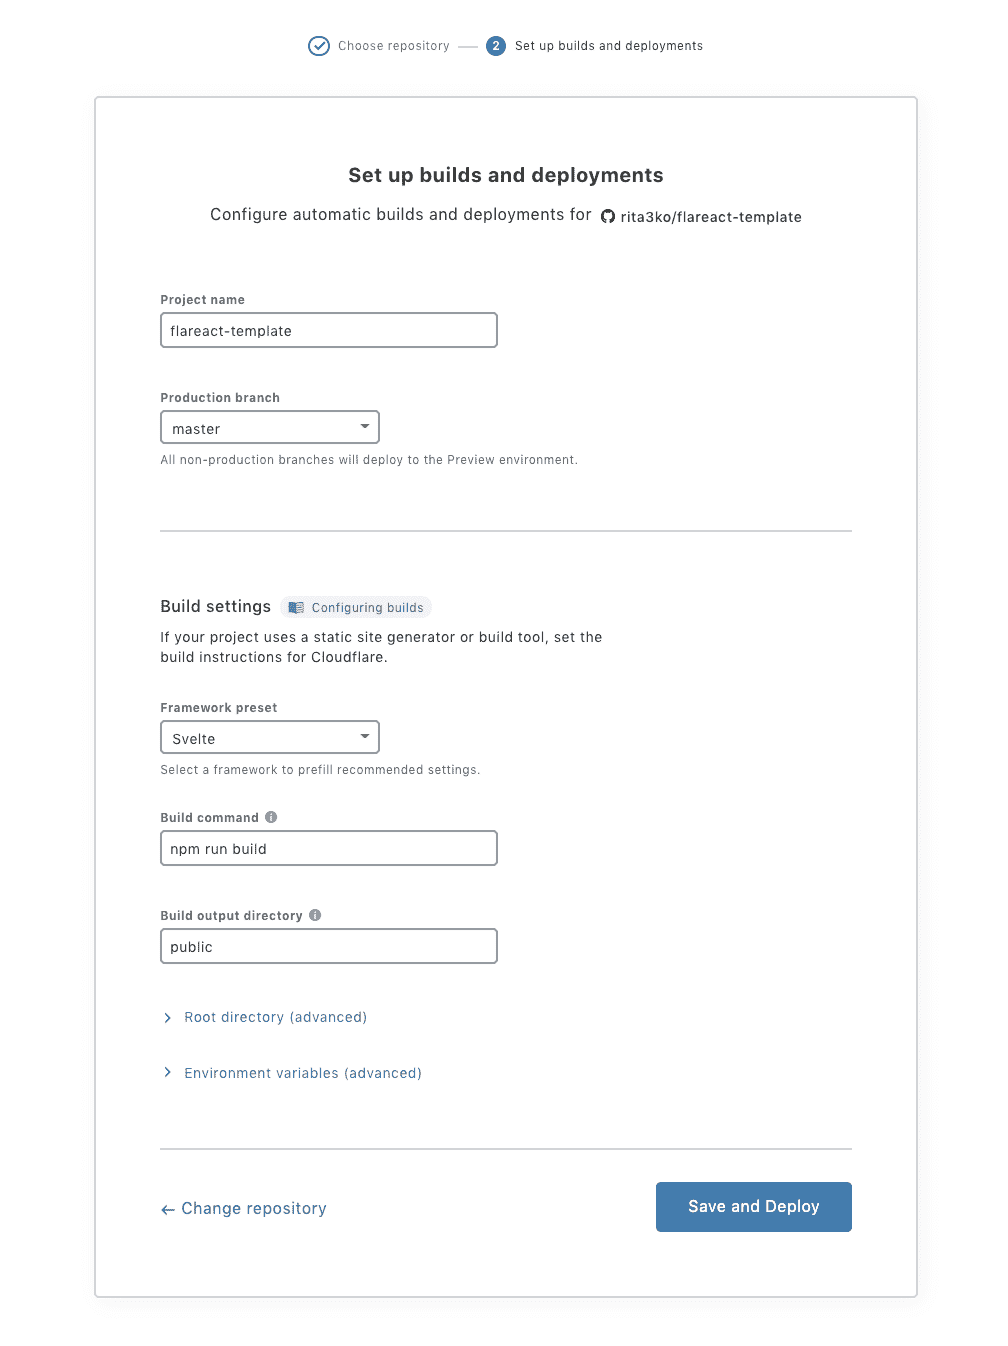 Choose repository
2 Set up builds and deployments
Set up builds and deployments
Configure automatic builds and deployments for rita3ko/flareact-template
Project name
flareact-template
Production branch
master
All non-production branches will deploy to the Preview environment.
Build settings Configuring builds
If your project uses a static site generator or build tool, set the
build instructions for Cloudflare.
Framework preset
Svelte
Select a framework to prefill recommended settings.
Build command
npm run build
Build output directory
public
Root directory (advanced)
Environment variables (advanced)
← Change repository
Save and Deploy